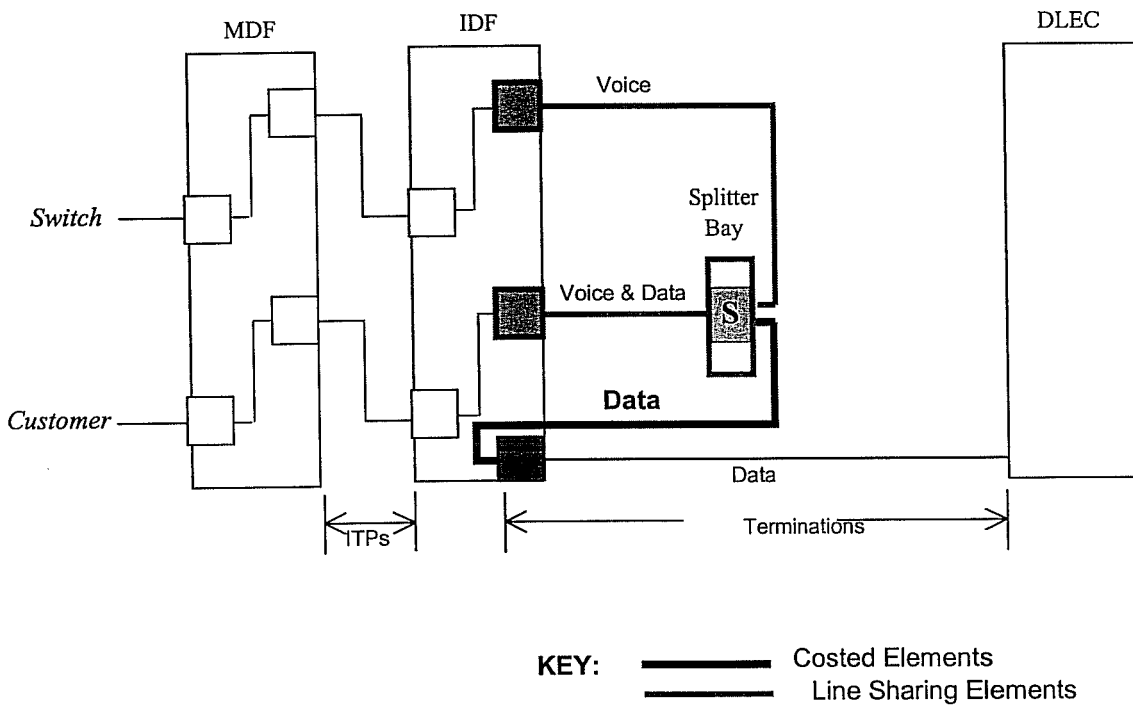 MDF
IDF
DLEC
Voice
Switch
Splitter
Bay
Voice & Data
S
Customer
Data
Data
ITPs
Terminations
KEY:
Costed Elements
Line Sharing Elements